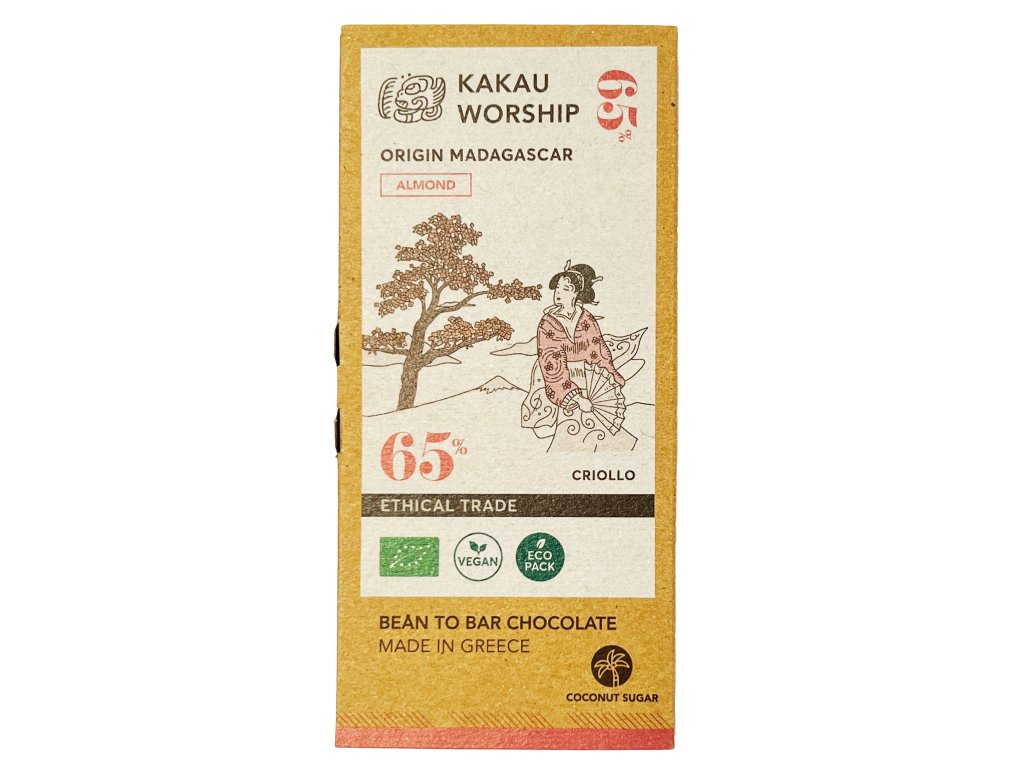 KAKAU
WORSHIP
65%
ORIGIN MADAGASCAR
ALMOND
65%
CRIOLLO
ETHICAL TRADE
VEGAN
ECO
PACK
BEAN TO BAR CHOCOLATE
MADE IN GREECE
COCONUT SUGAR